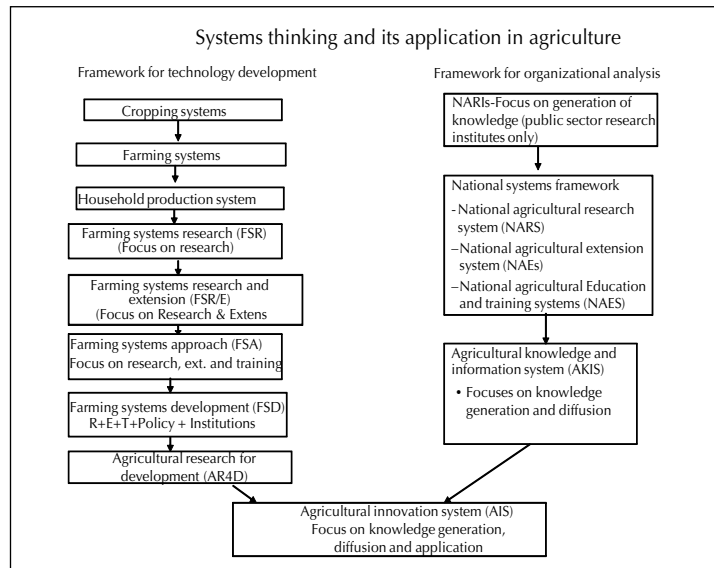 Systems thinking and its application in agriculture
Framework for technology development
Cropping systems
Farming systems
Household production system
Farming systems research (FSR)
(Focus on research)
Farming systems research and
extension (FSR/E)
(Focus on Research & Extens
Farming systems approach (FSA)
Focus on research, ext. and training
Farming systems development (FSD)
R+E+T+Policy + Institutions
Agricultural research for
development (AR4D)
Framework for organizational analysis
NARIs-Focus on generation of
knowledge (public sector research
institutes only)
National systems framework
- National agricultural research
system (NARS)
–National agricultural extension
system (NAEs)
–National agricultural Education
and training systems (NAES)
Agricultural knowledge and
information system (AKIS)
• Focuses on knowledge
generation and diffusion
Agricultural innovation system (AIS)
Focus on knowledge generation,
diffusion and application